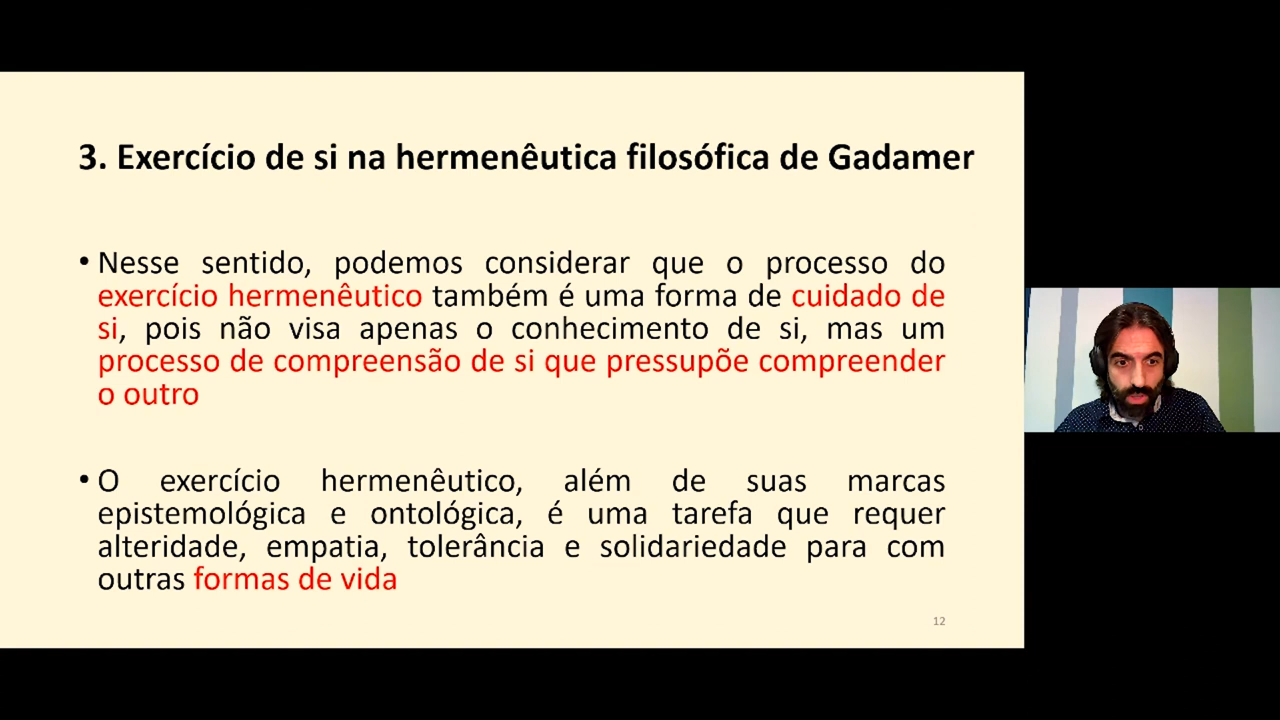 3. Exercício de si na hermenêutica filosófica de Gadamer
• Nesse sentido, podemos considerar que o processo do
exercício hermenêutico também é uma forma de cuidado de
si, pois não visa apenas o conhecimento de si, mas um
processo de compreensão de si que pressupõe compreender
o outro
• O exercício hermenêutico, além de suas marcas
epistemológica e ontológica, é uma tarefa que requer
alteridade, empatia, tolerância e solidariedade para com
outras formas de vida
12